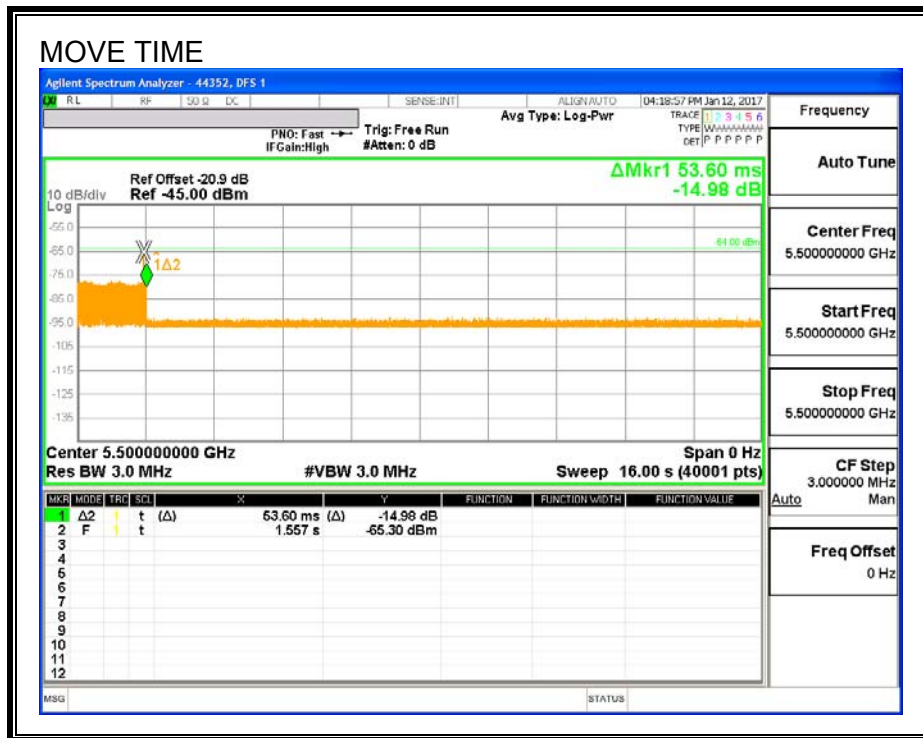 MOVE TIME
Agilent Spectrum Analyzer - 44352, DFS 1
RL RF 50 Ω DC SENSE:INT ALIGN AUTO 04:18:57 PM Jan 12, 2017
Avg Type: Log-Pwr
PNO: Fast Trig: Free Run
IFGain:High #Atten: 0 dB
TRACE 1 2 3 4 5 6
TYPE
DET P P P P P P
ΔMkr1 53.60 ms
-14.98 dB
Ref Offset -20.9 dB
10 dB/div Ref -45.00 dBm
Log
-55.0
-65.0
-75.0
-85.0
-95.0
-105
-115
-125
-135
-64.00 dBm
1Δ2
Center 5.500000000 GHz Span 0 Hz
Res BW 3.0 MHz #VBW 3.0 MHz Sweep 16.00 s (40001 pts)
MKR MODE TRC SCL X Y FUNCTION FUNCTION WIDTH FUNCTION VALUE
1 Δ2 1 t (Δ) 53.60 ms (Δ) -14.98 dB
2 F 1 t 1.557 s -65.30 dBm
3
4
5
6
7
8
9
10
11
12
MSG STATUS
Frequency
Auto Tune
Center Freq
5.500000000 GHz
Start Freq
5.500000000 GHz
Stop Freq
5.500000000 GHz
CF Step
3.000000 MHz
Auto Man
Freq Offset
0 Hz